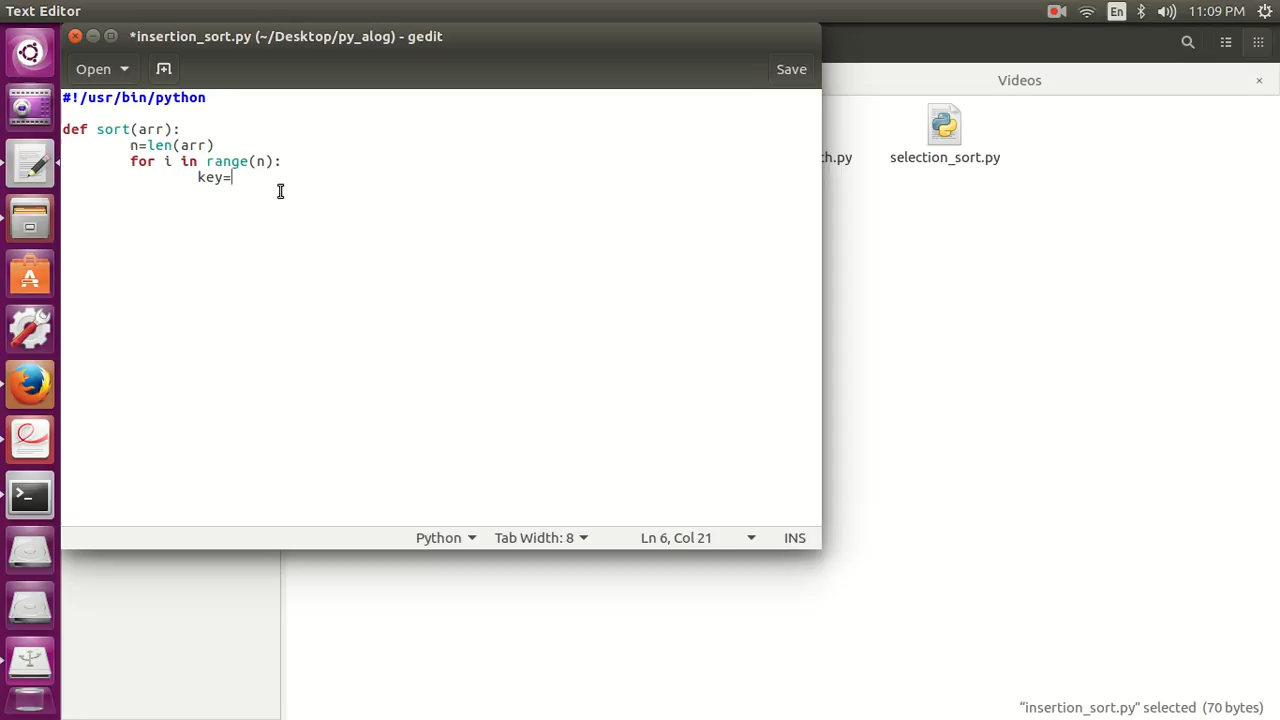 Text Editor
En
11:09 PM
*insertion_sort.py (~/Desktop/py_alog) - gedit
Open
Save
Videos
#!/usr/bin/python
def sort(arr):
n=len(arr)
for i in range(n):
key=
th.py
selection_sort.py
Python
Tab Width: 8
Ln 6, Col 21
INS
"insertion_sort.py" selected (70 bytes)